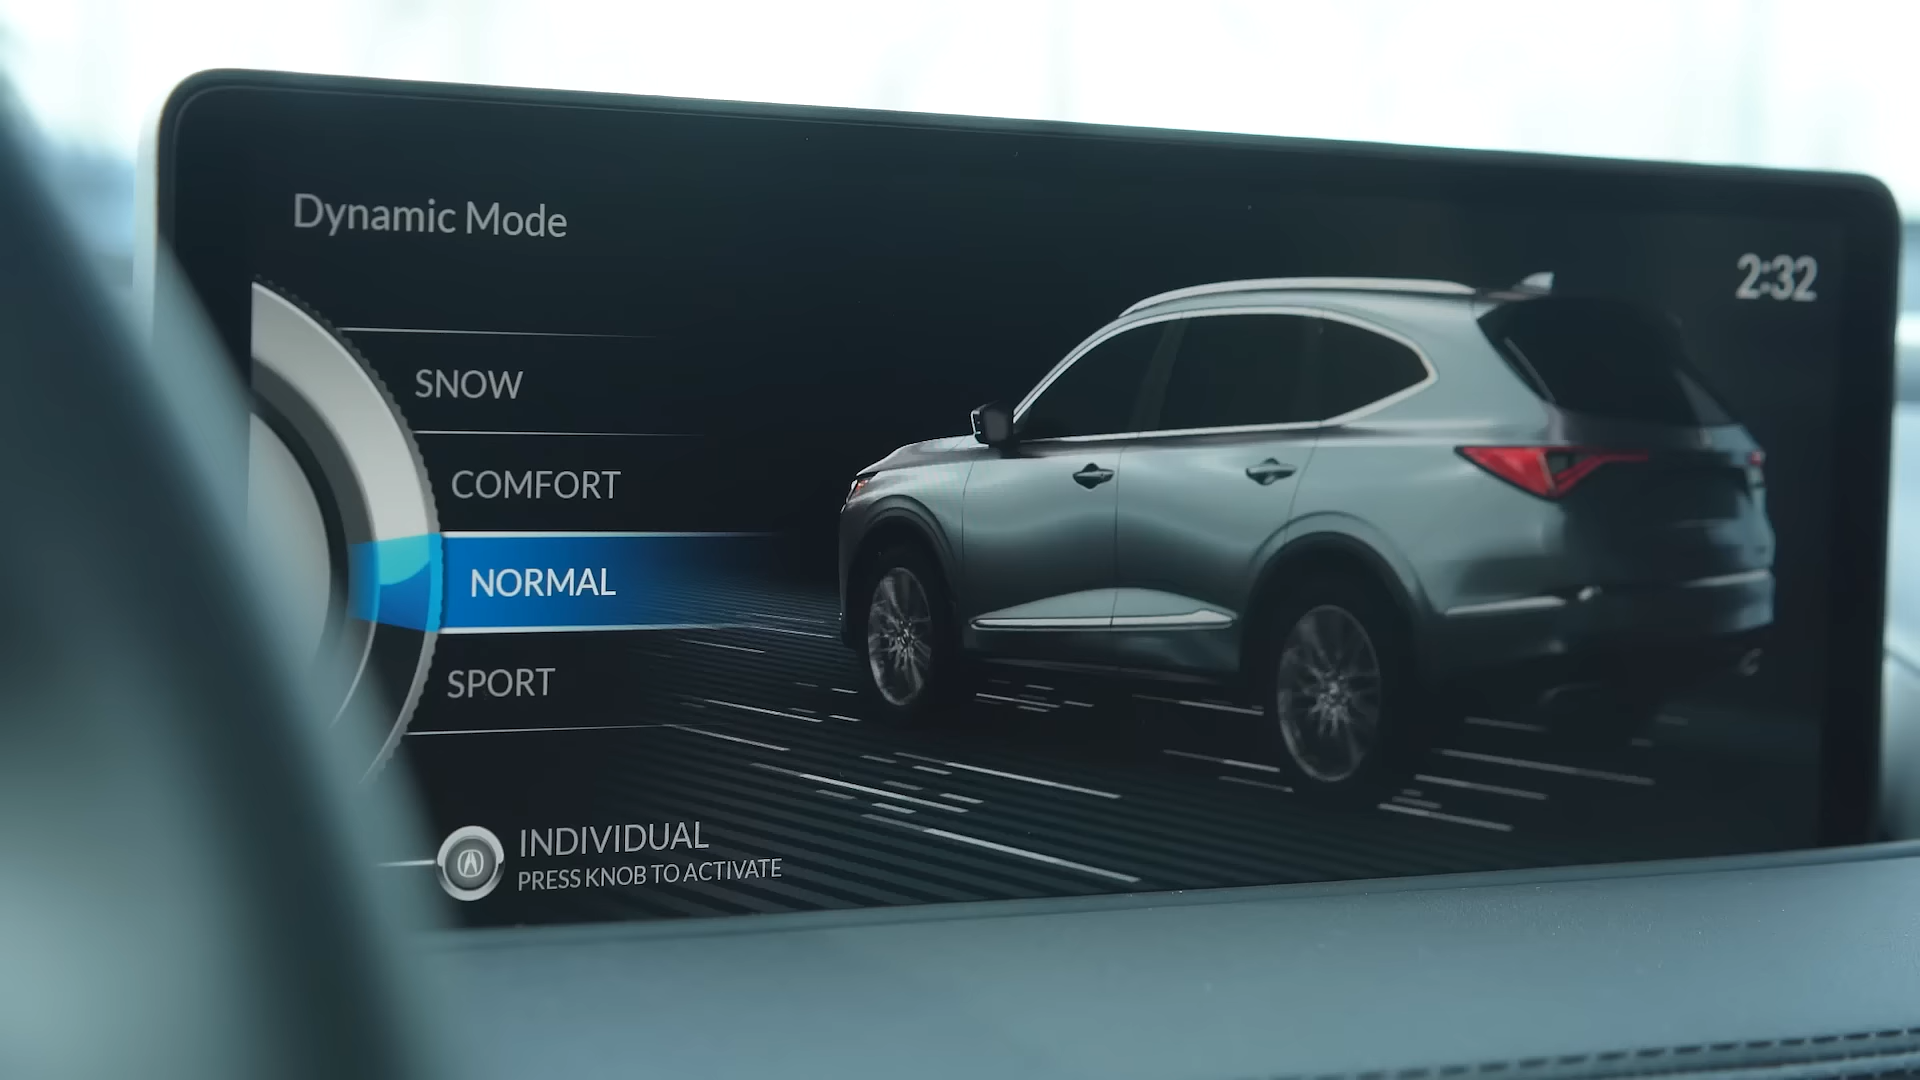 Dynamic Mode
2:32
SNOW
COMFORT
NORMAL
SPORT
INDIVIDUAL
PRESS KNOB TO ACTIVATE